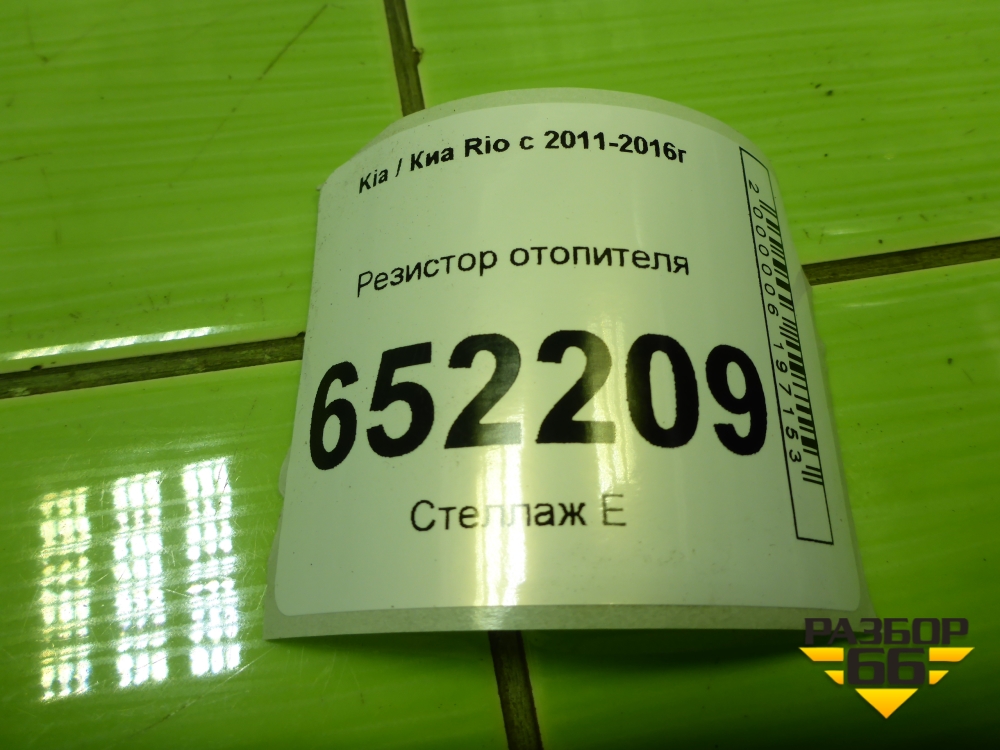 Kia / Киа Rio с 2011-2016г
Резистор отопителя
652209
Стеллаж Е
2000006197153
РАЗБОР
66